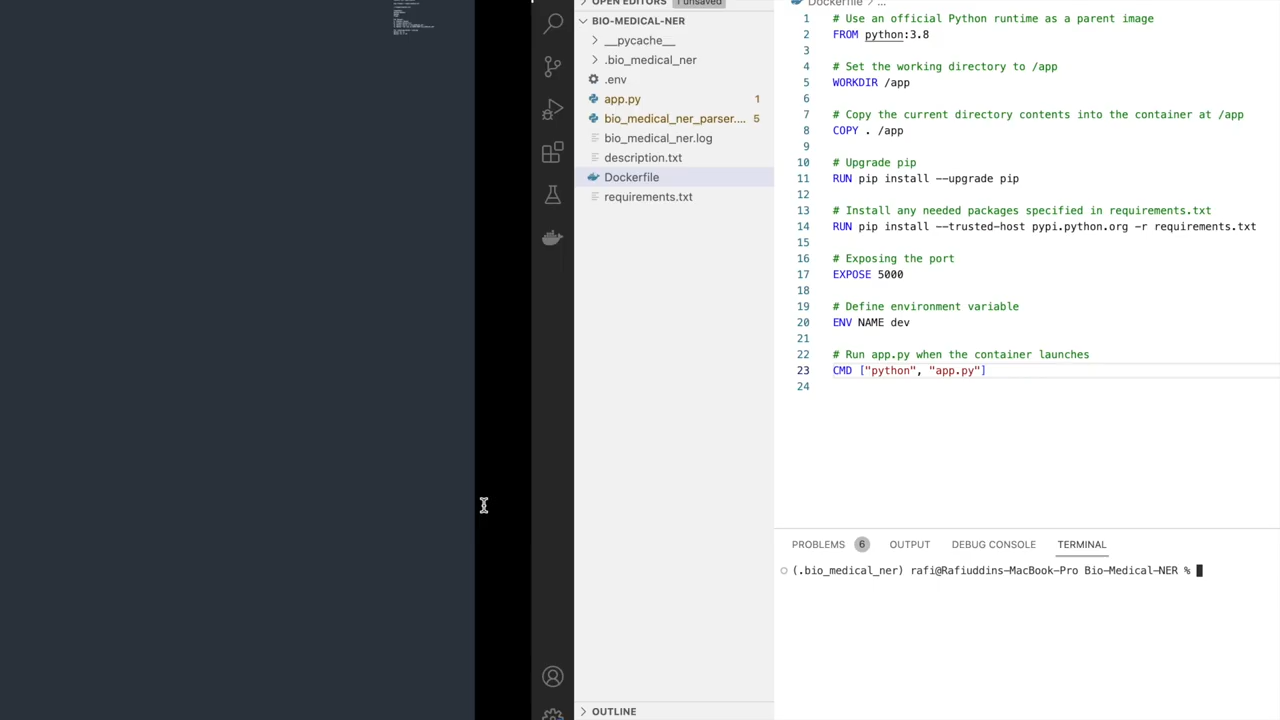 OPEN EDITORS
1 unsaved
BIO-MEDICAL-NER
__pycache__
.bio_medical_ner
.env
app.py 1
bio_medical_ner_parser.... 5
bio_medical_ner.log
description.txt
Dockerfile
requirements.txt
OUTLINE
Dockerfile > ...
1 # Use an official Python runtime as a parent image
2 FROM python:3.8
3
4 # Set the working directory to /app
5 WORKDIR /app
6
7 # Copy the current directory contents into the container at /app
8 COPY . /app
9
10 # Upgrade pip
11 RUN pip install --upgrade pip
12
13 # Install any needed packages specified in requirements.txt
14 RUN pip install --trusted-host pypi.python.org -r requirements.txt
15
16 # Exposing the port
17 EXPOSE 5000
18
19 # Define environment variable
20 ENV NAME dev
21
22 # Run app.py when the container launches
23 CMD ["python", "app.py"]
24
PROBLEMS 6 OUTPUT DEBUG CONSOLE TERMINAL
(.bio_medical_ner) rafi@Rafiuddins-MacBook-Pro Bio-Medical-NER %